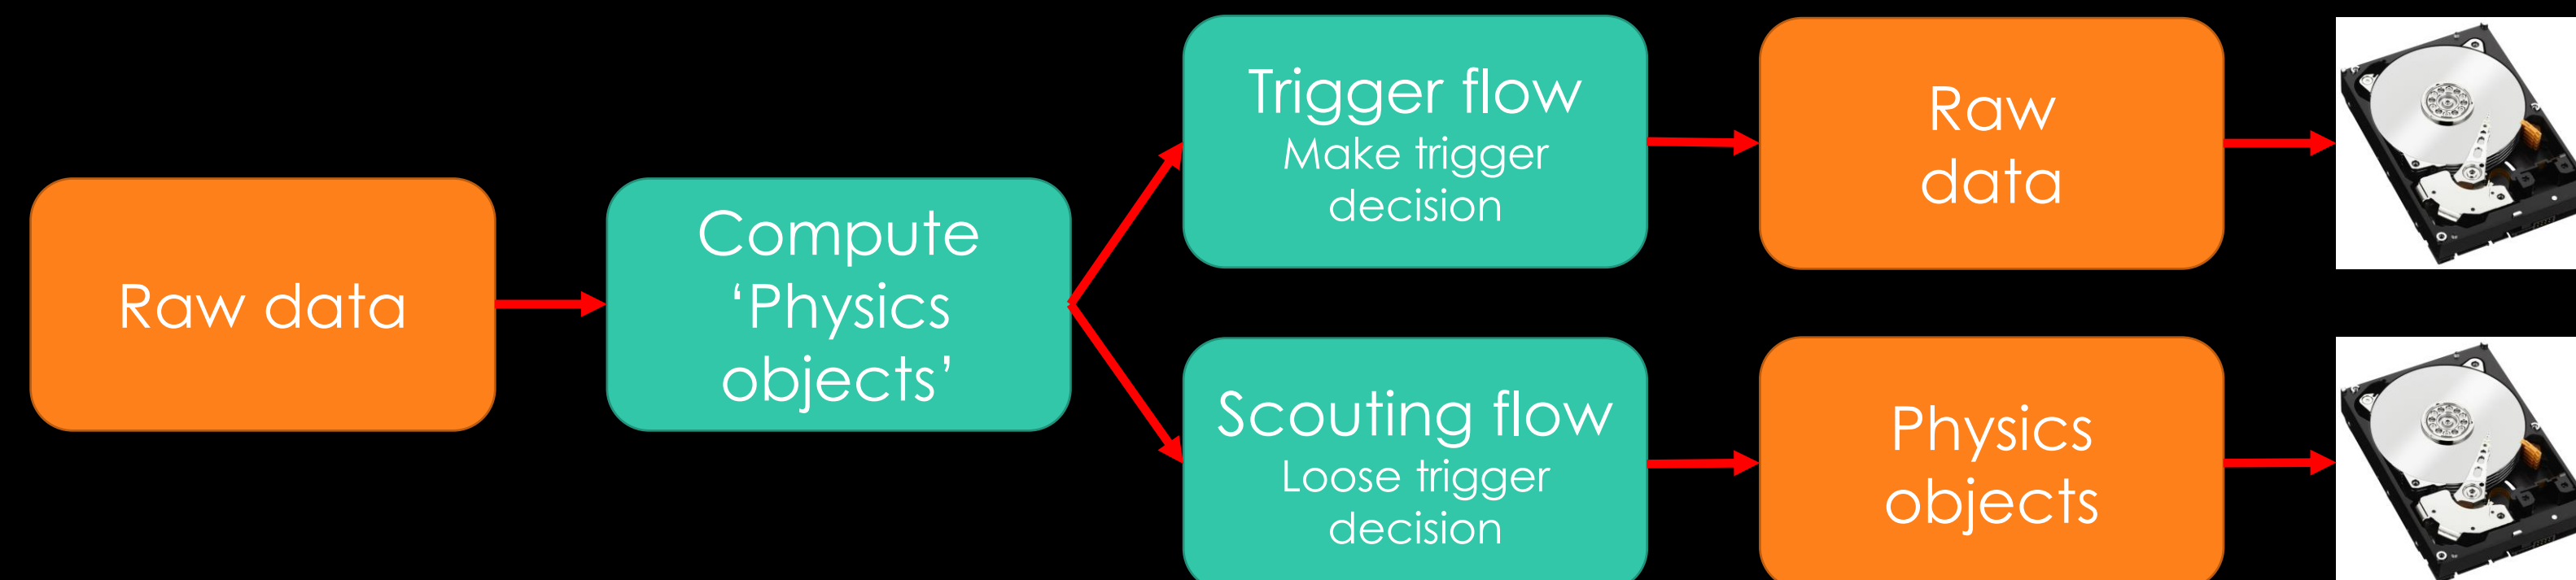 Raw data
Compute
‘Physics
objects’
Trigger flow
Make trigger
decision
Raw
data
Scouting flow
Loose trigger
decision
Physics
objects